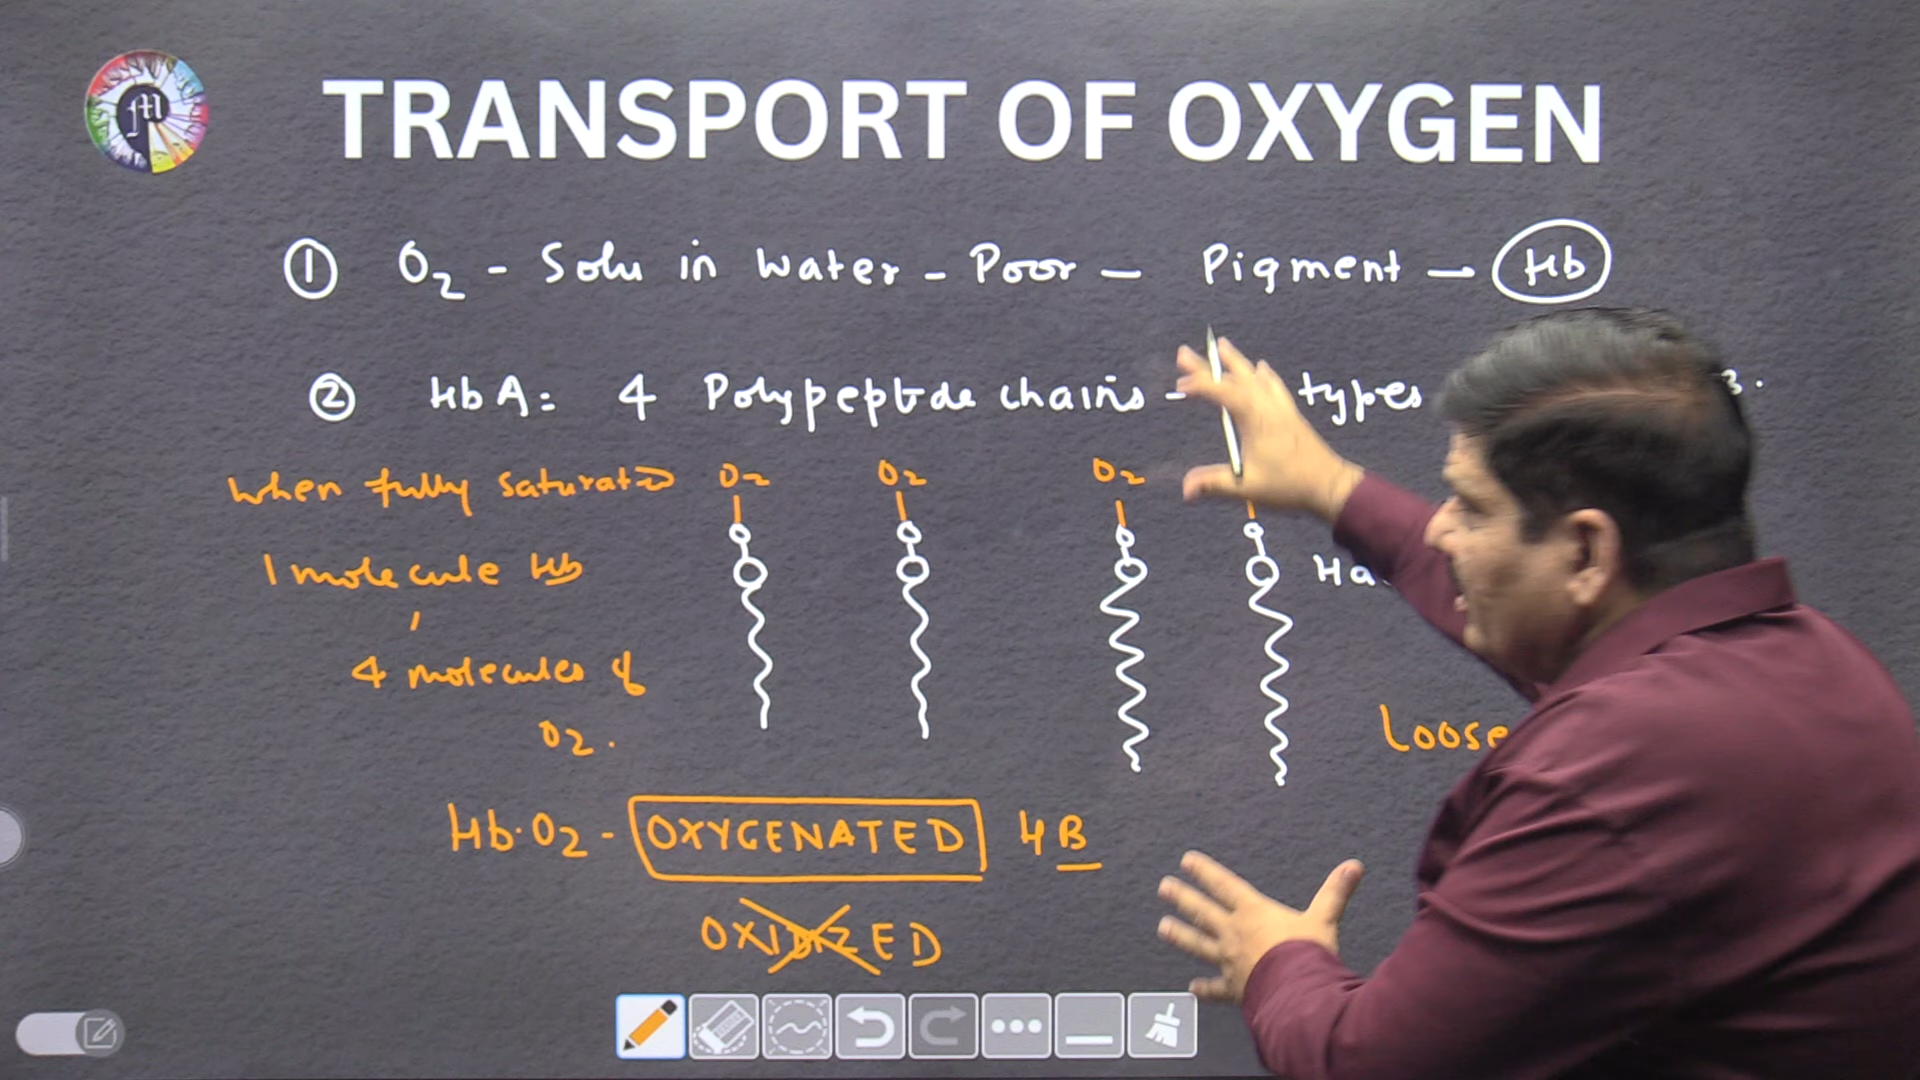 TRANSPORT OF OXYGEN
① O2 - Solu in water - Poor - Pigment - Hb
② HbA = 4 Polypeptide chains - types
When fully saturated O2 O2 O2
1 molecule Hb
4 molecules of
O2.
Loose
Hb·O2 - OXYGENATED HB
OXIDIZED